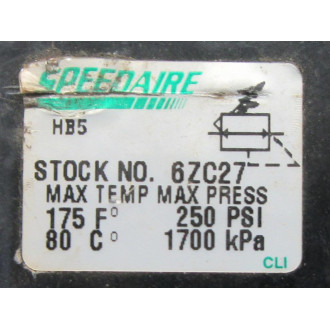 SPEEDAIRE
HB5
STOCK NO. 6ZC27
MAX TEMP MAX PRESS
175 F° 250 PSI
80 C° 1700 kPa
CLI